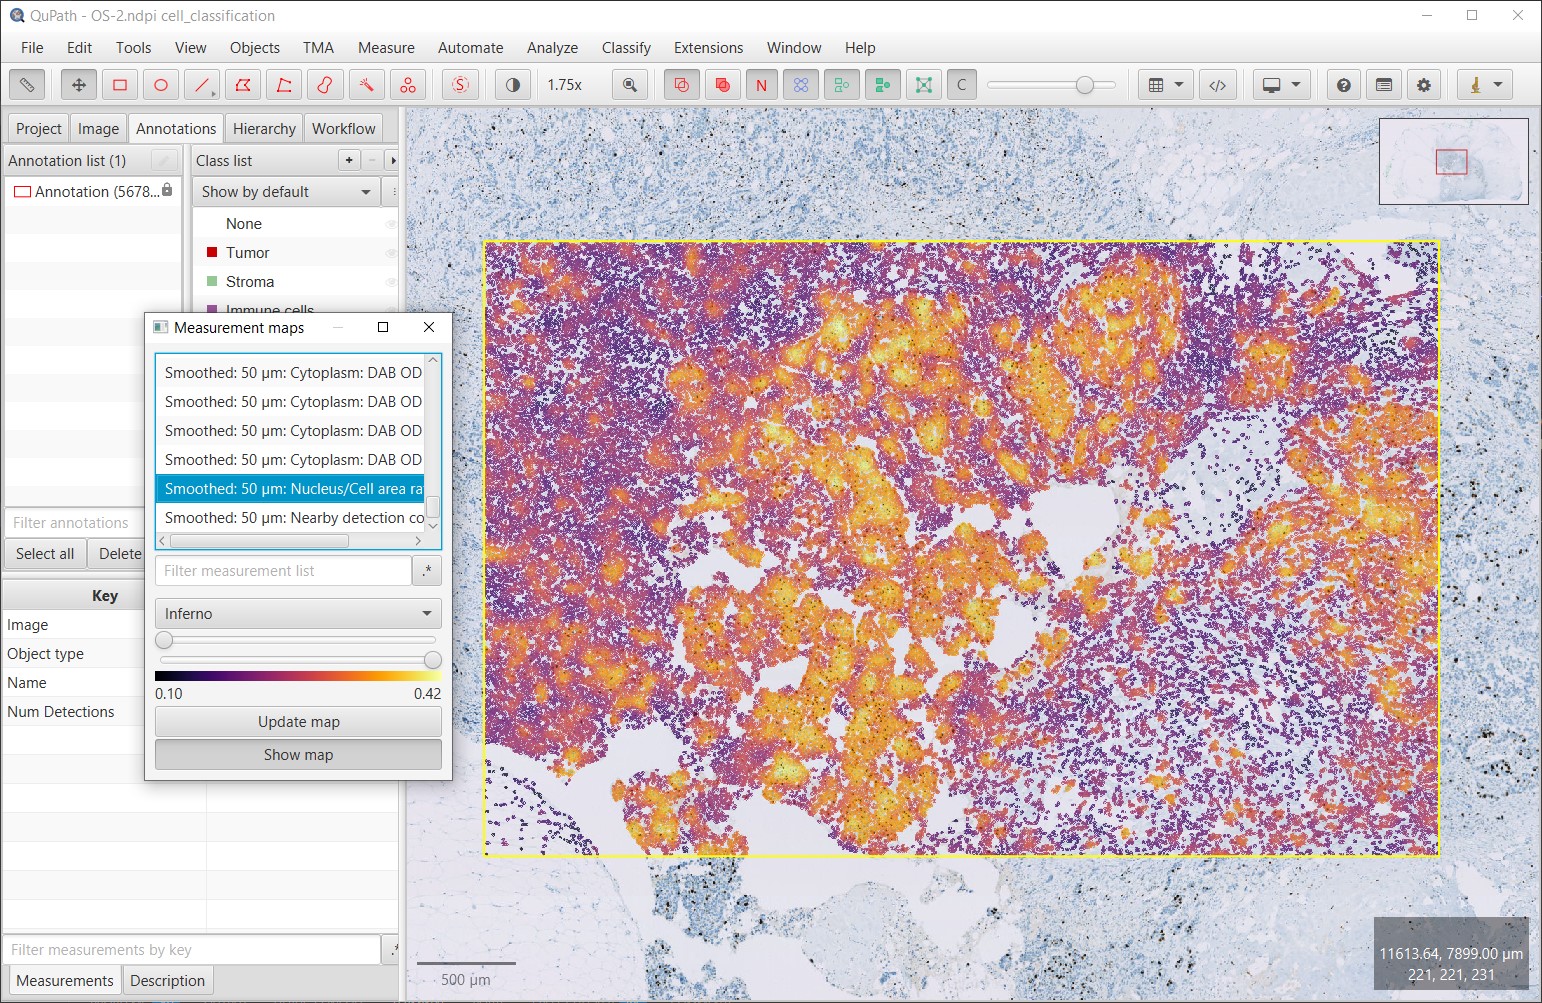 QuPath - OS-2.ndpi cell_classification
File Edit Tools View Objects TMA Measure Automate Analyze Classify Extensions Window Help
S 1.75x N C
Project Image Annotations Hierarchy Workflow
Annotation list (1) Class list + -
Annotation (5678... Show by default
None
Tumor
Stroma
Immune cells
Measurement maps
Smoothed: 50 µm: Cytoplasm: DAB OD
Smoothed: 50 µm: Cytoplasm: DAB OD
Smoothed: 50 µm: Cytoplasm: DAB OD
Smoothed: 50 µm: Cytoplasm: DAB OD
Smoothed: 50 µm: Nucleus/Cell area ra
Smoothed: 50 µm: Nearby detection co
Filter measurement list .*
Inferno
0.10 0.42
Update map
Show map
Filter annotations
Select all Delete
Key
Image
Object type
Name
Num Detections
Filter measurements by key .*
Measurements Description
500 µm
11613.64, 7899.00 µm
221, 221, 231